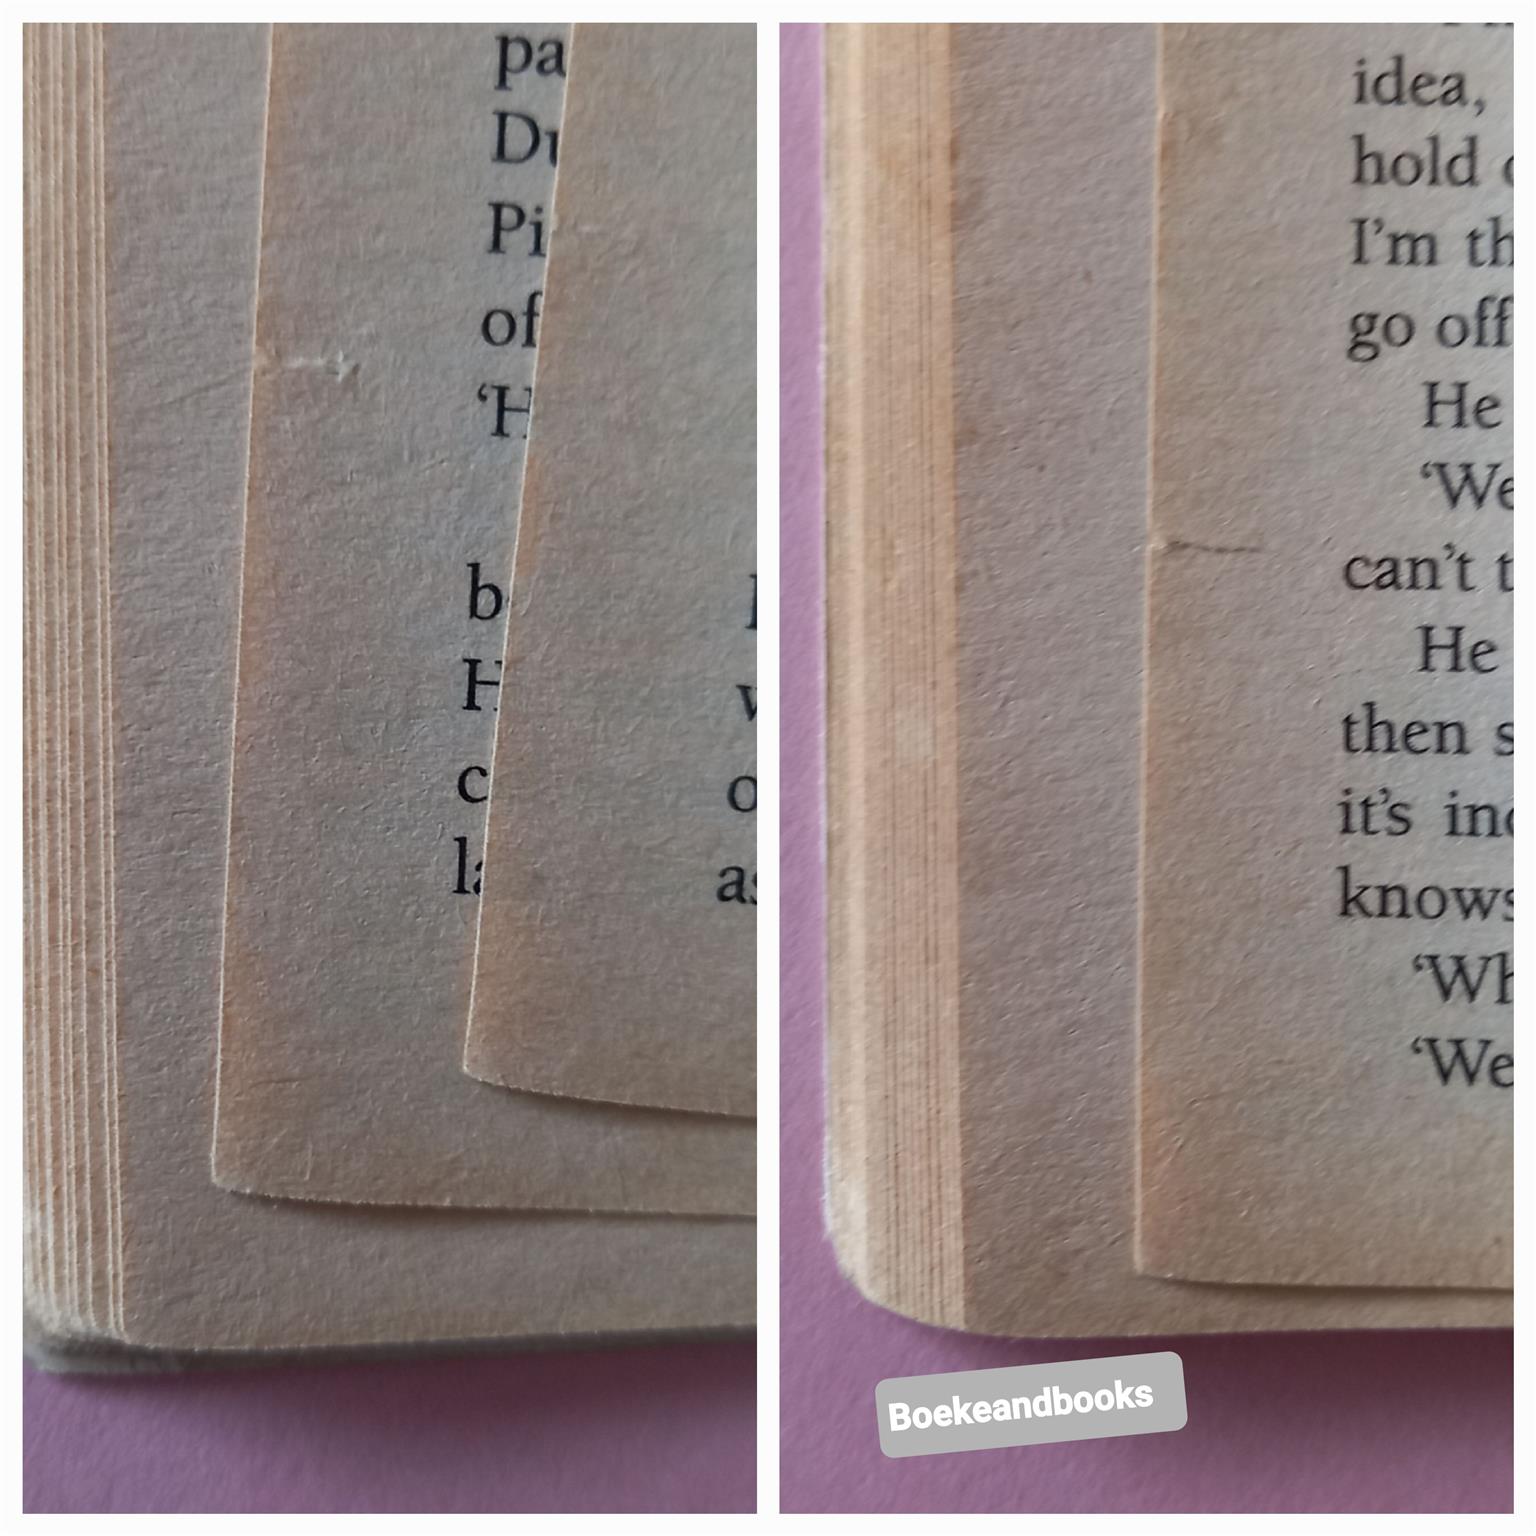 pa
Du
Pi
of
‘H
b
H
c
la
v
o
as
idea,
hold
I’m th
go off
He
‘We
can’t t
He
then s
it’s inc
knows
‘Wh
‘We
Boekeandbooks